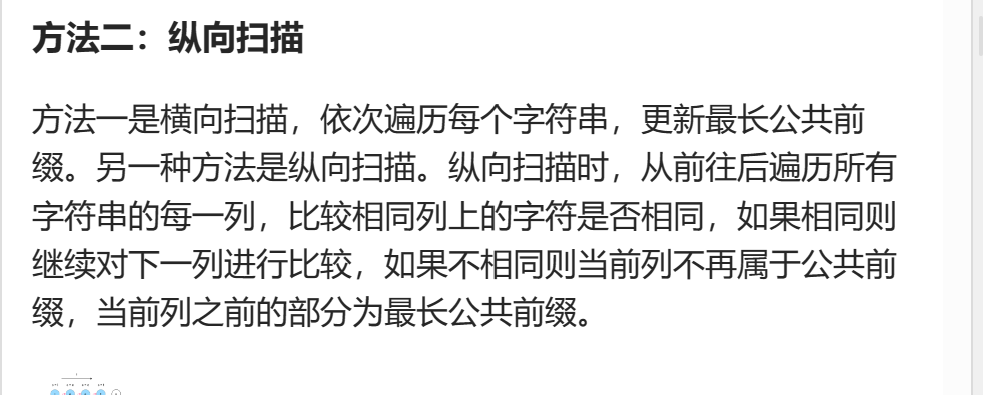 方法二：纵向扫描
方法一是横向扫描，依次遍历每个字符串，更新最长公共前
缀。另一种方法是纵向扫描。纵向扫描时，从前往后遍历所有
字符串的每一列，比较相同列上的字符是否相同，如果相同则
继续对下一列进行比较，如果不相同则当前列不再属于公共前
缀，当前列之前的部分为最长公共前缀。